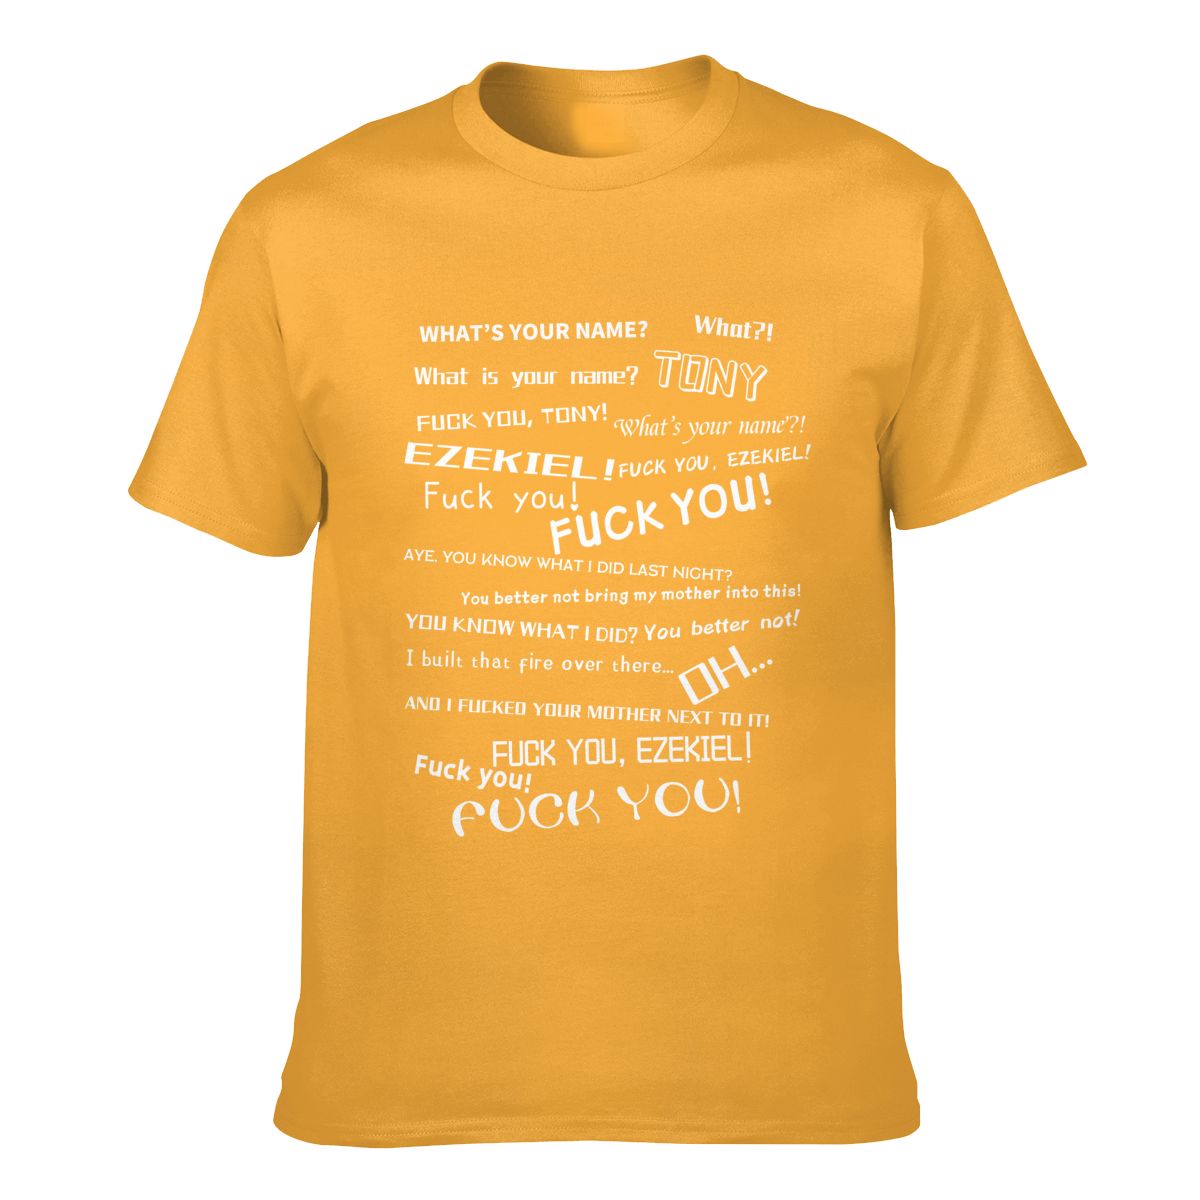 WHAT'S YOUR NAME? What?!
What is your name? TONY
FUCK YOU, TONY! What's your name'?!
EZEKIEL! FUCK YOU, EZEKIEL!
Fuck you!
FUCK YOU!
AYE, YOU KNOW WHAT I DID LAST NIGHT?
You better not bring my mother into this!
YOU KNOW WHAT I DID? You better not!
I built that fire over there... OH...
AND I FUCKED YOUR MOTHER NEXT TO IT!
FUCK YOU, EZEKIEL!
Fuck you!
FUCK YOU!